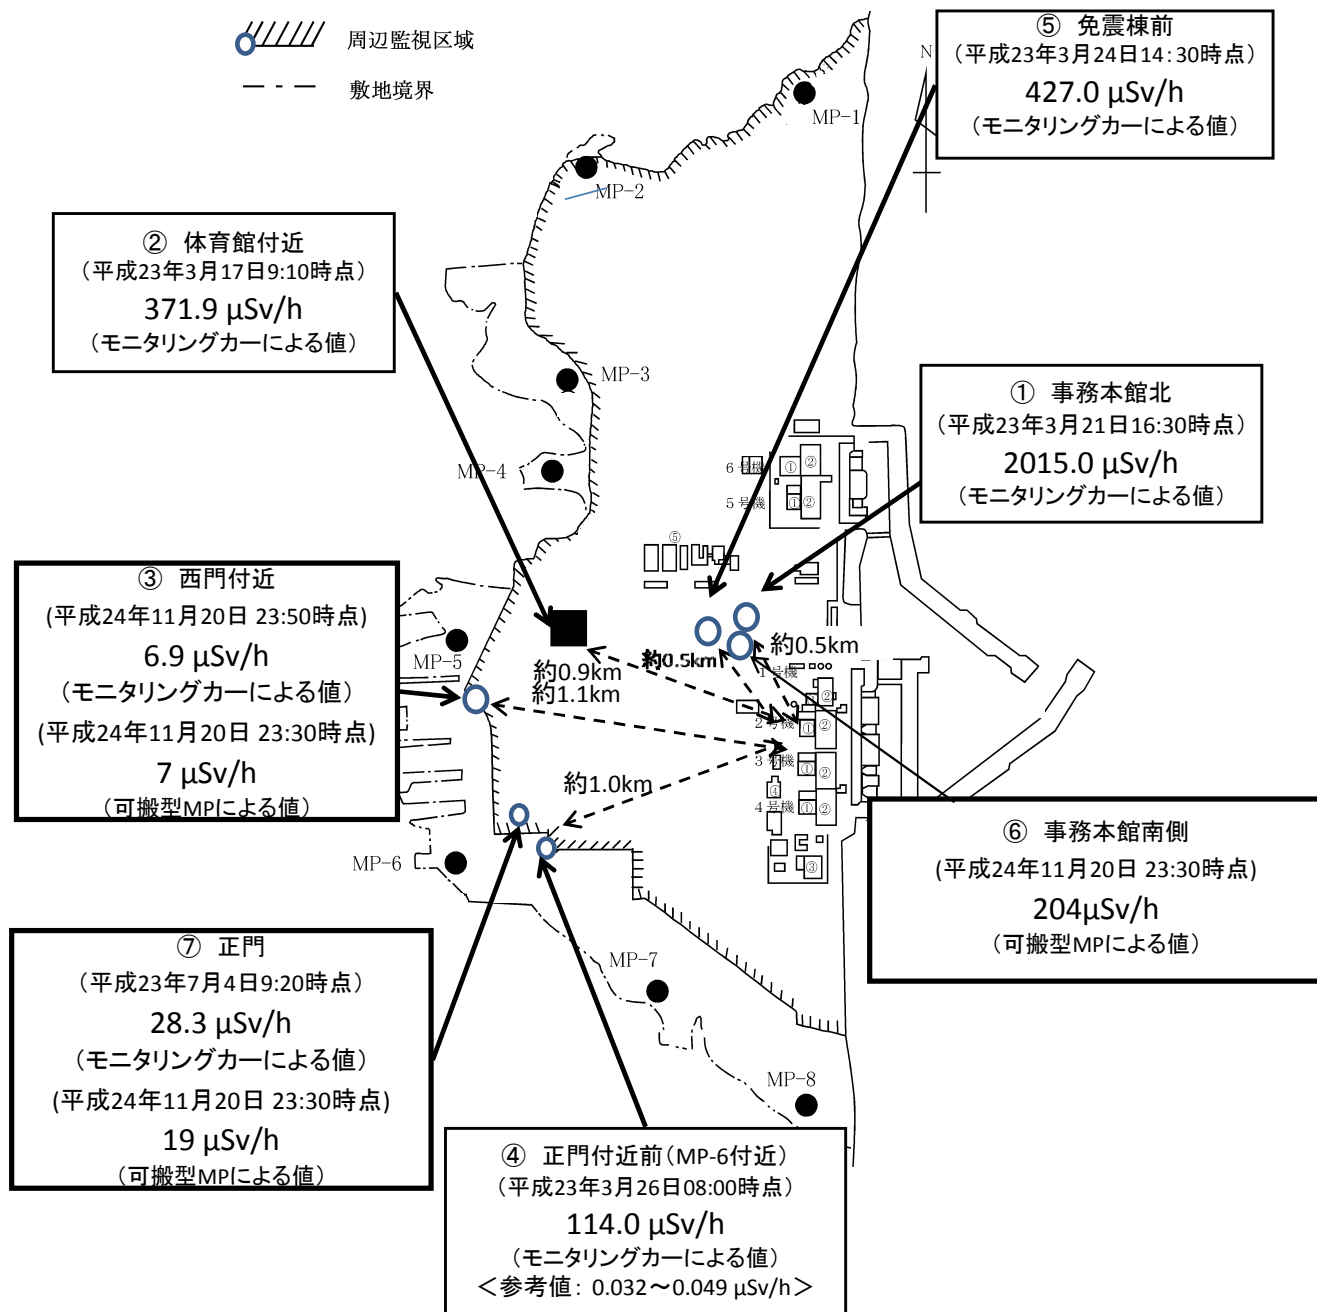 周辺監視区域
敷地境界
⑤ 免震棟前
(平成23年3月24日14:30時点)
427.0 μSv/h
(モニタリングカーによる値)
N
MP-1
MP-2
② 体育館付近
(平成23年3月17日9:10時点)
371.9 μSv/h
(モニタリングカーによる値)
MP-3
MP-4
① 事務本館北
(平成23年3月21日16:30時点)
2015.0 μSv/h
(モニタリングカーによる値)
6号機
① ②
5号機
① ②
⑤
③ 西門付近
(平成24年11月20日 23:50時点)
6.9 μSv/h
(モニタリングカーによる値)
(平成24年11月20日 23:30時点)
7 μSv/h
(可搬型MPによる値)
MP-5
約0.9km
約1.1km
約0.5km
約0.5km
1号機
②
2号機
① ②
3号機
① ②
④
4号機
① ②
③
約1.0km
MP-6
⑥ 事務本館南側
(平成24年11月20日 23:30時点)
204μSv/h
(可搬型MPによる値)
⑦ 正門
(平成23年7月4日9:20時点)
28.3 μSv/h
(モニタリングカーによる値)
(平成24年11月20日 23:30時点)
19 μSv/h
(可搬型MPによる値)
MP-7
MP-8
④ 正門付近前(MP-6付近)
(平成23年3月26日08:00時点)
114.0 μSv/h
(モニタリングカーによる値)
<参考値: 0.032~0.049 μSv/h>